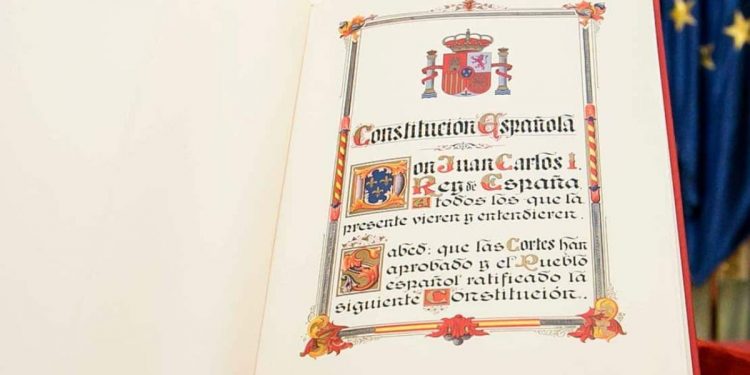 Constitución Española
Don Juan Carlos I.
Rey de España
A todos los que la
presente vieren y entendieren.
Sabed: que las Cortes han
aprobado y el Pueblo
español ratificado la
siguiente Constitución.